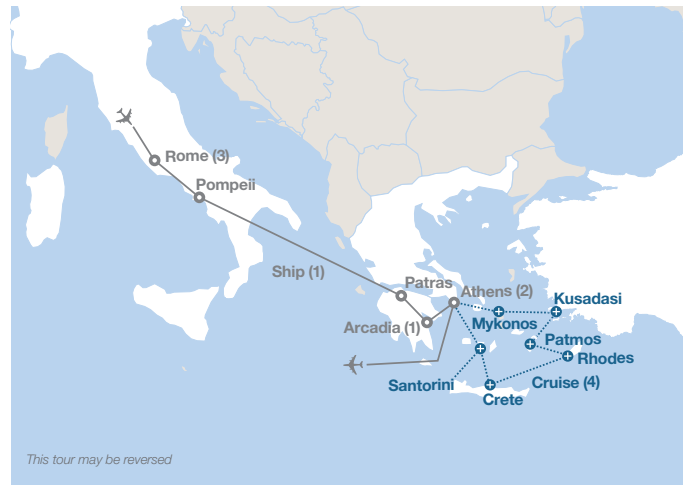 Rome (3)
Pompeii
Ship (1)
Patras
Athens (2)
Kusadasi
Mykonos
Arcadia (1)
Patmos
Rhodes
Santorini
Cruise (4)
Crete
This tour may be reversed